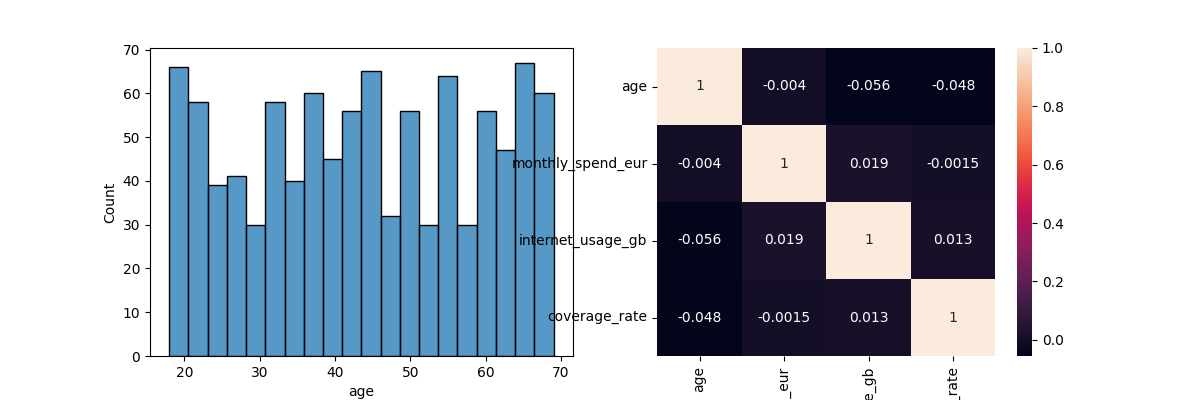 70
60
50
40
30
20
10
0
Count
20 30 40 50 60 70
age
age
monthly_spend_eur
internet_usage_gb
coverage_rate
1 -0.004 -0.056 -0.048
-0.004 1 0.019 -0.0015
-0.056 0.019 1 0.013
-0.048 -0.0015 0.013 1
age
_eur
e_gb
_rate
1.0
0.8
0.6
0.4
0.2
0.0